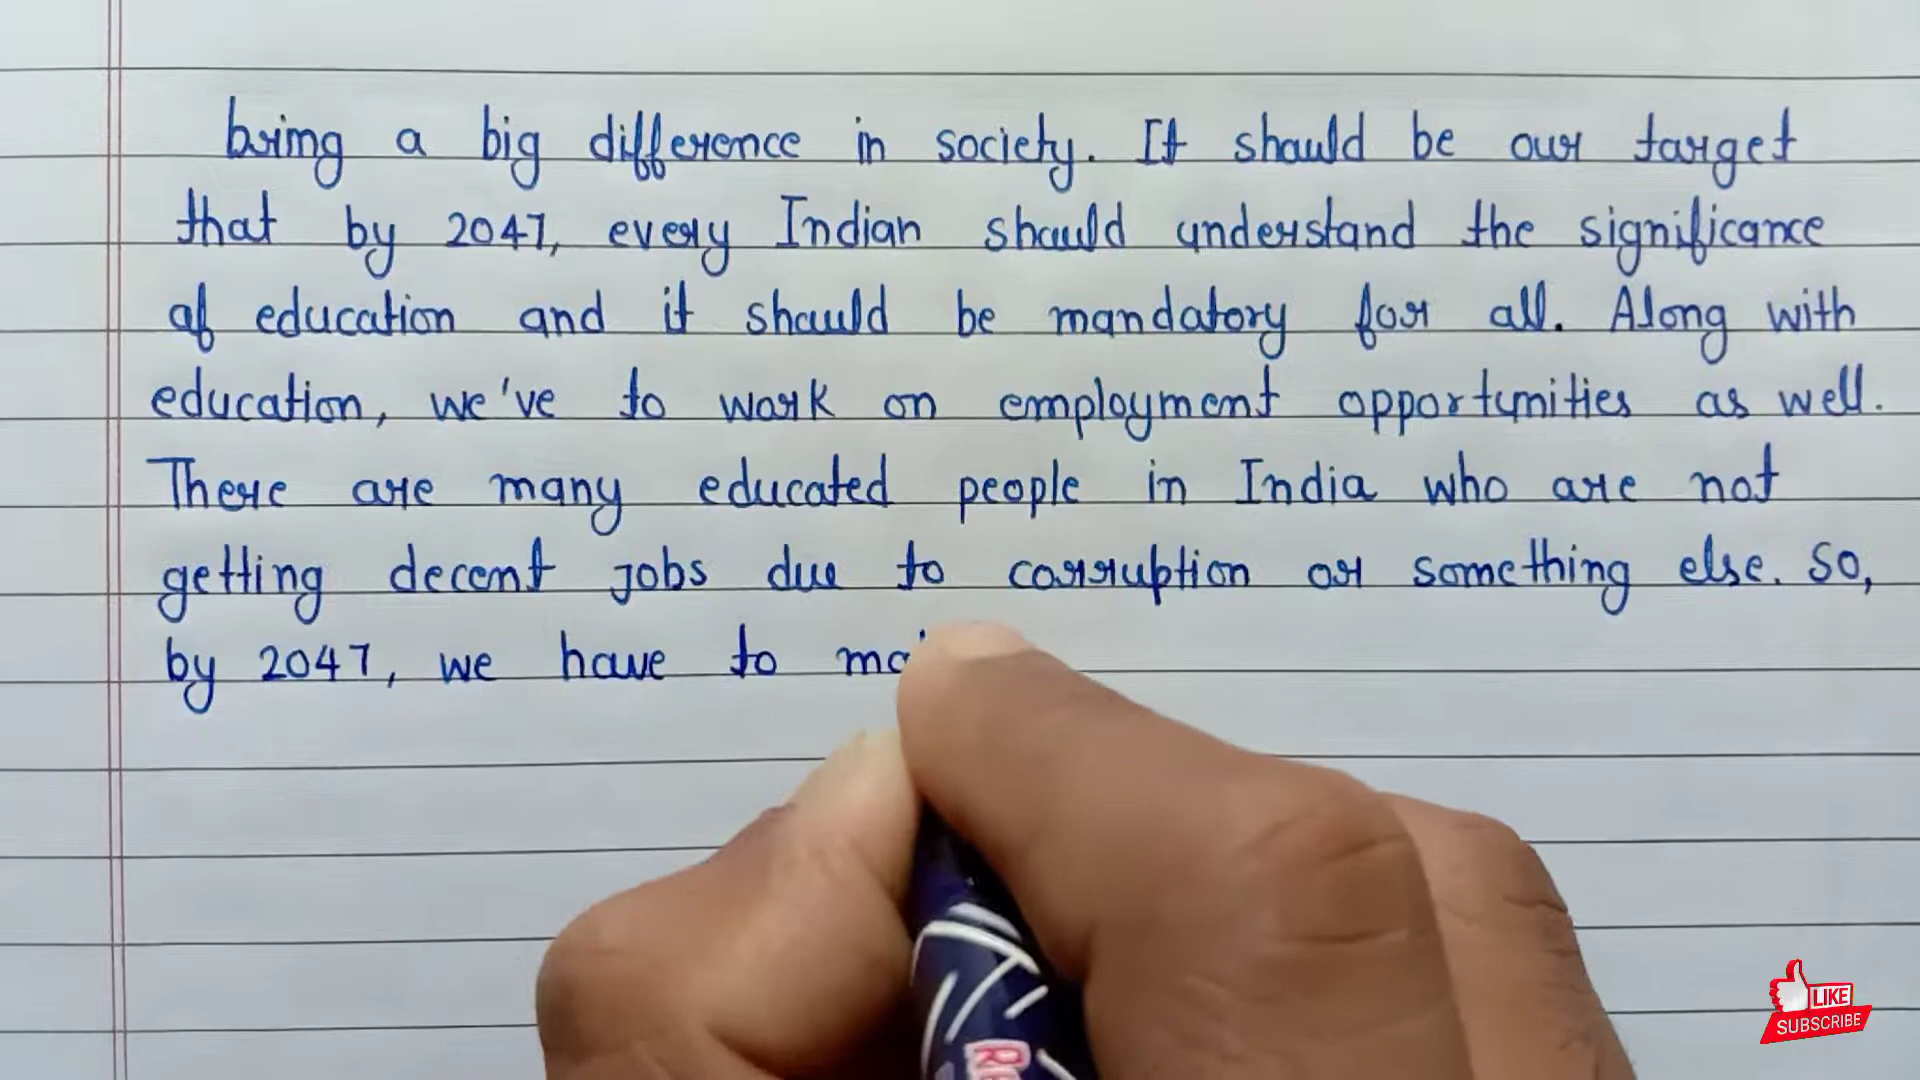 bring a big difference in society. It should be our target
that by 2047, every Indian should understand the significance
of education and it should be mandatory for all. Along with
education, we've to work on employment opportunities as well.
There are many educated people in India who are not
getting decent jobs due to corruption or something else. So,
by 2047, we have to
LIKE
SUBSCRIBE